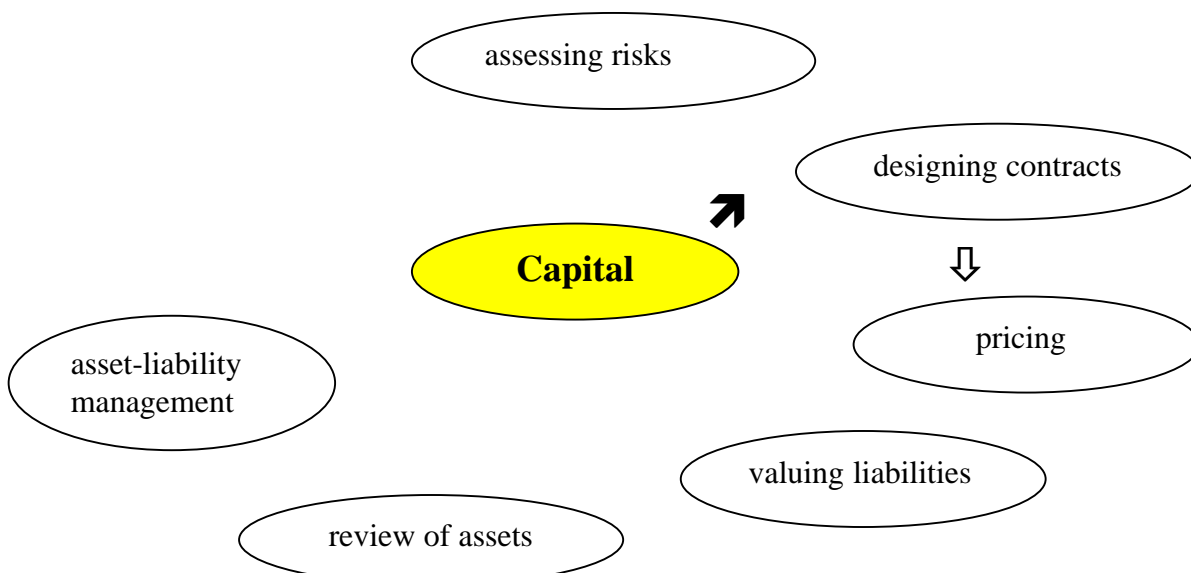 assessing risks
designing contracts
Capital
pricing
asset-liability
management
valuing liabilities
review of assets